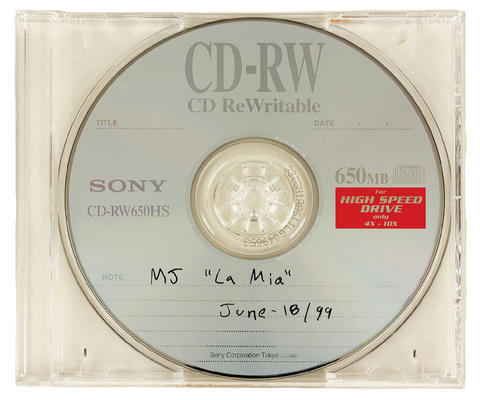 CD-RW
CD ReWritable
TITLE
DATE
SONY
650MB
CD-RW650HS
For
HIGH SPEED
DRIVE
only
4X - 10X
NOTE
MJ "La Mia"
June-18/99
Sony Corporation Tokyo Japan